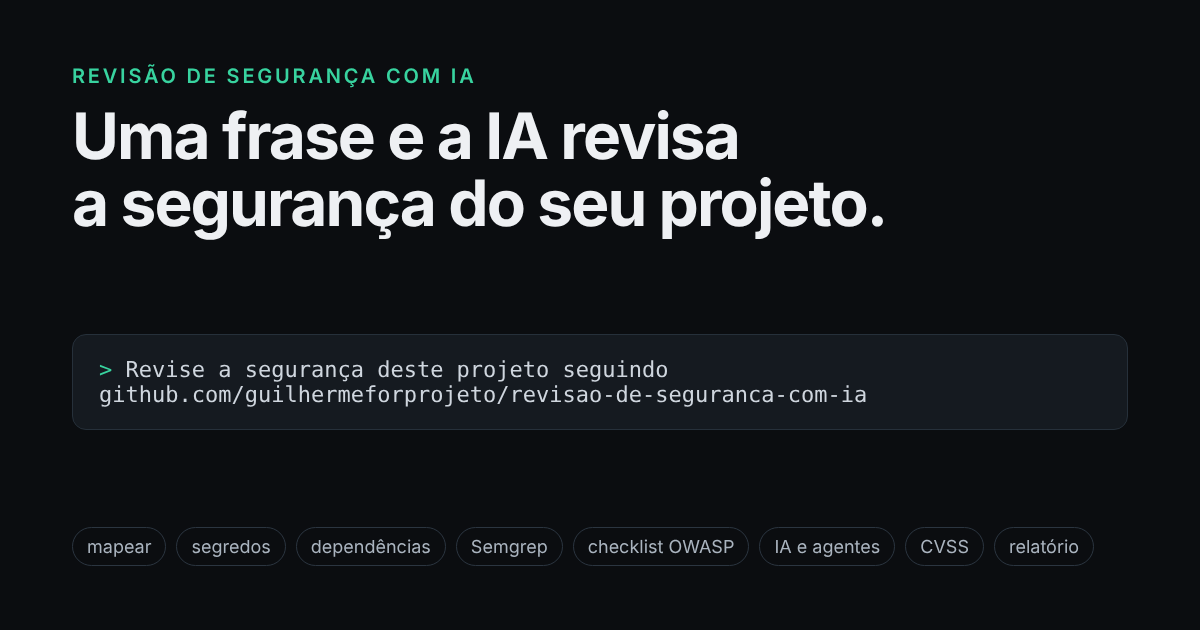 REVISÃO DE SEGURANÇA COM IA
Uma frase e a IA revisa
a segurança do seu projeto.
> Revise a segurança deste projeto seguindo
github.com/guilhermeforprojeto/revisao-de-seguranca-com-ia
mapear segredos dependências Semgrep checklist OWASP IA e agentes CVSS relatório